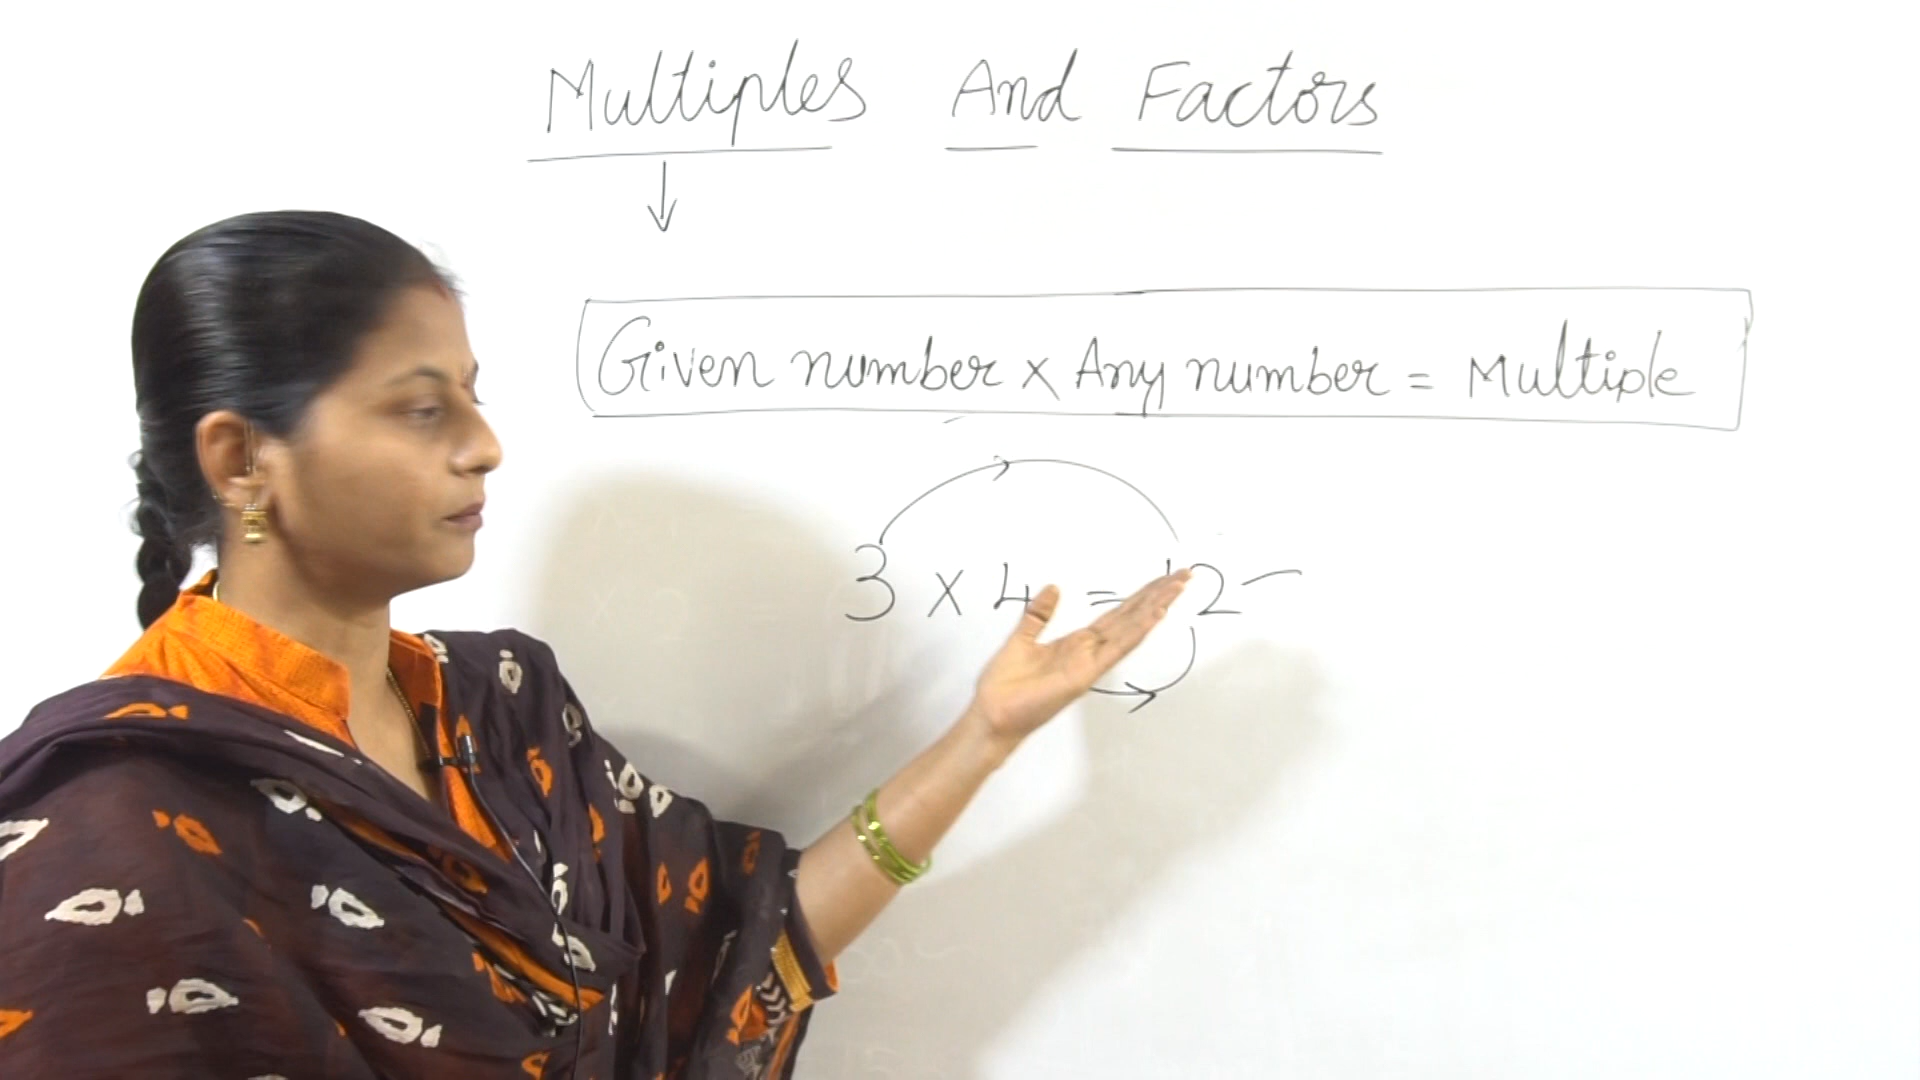 Multiples And Factors
Given number x Any number = Multiple
3 x 4 = 12